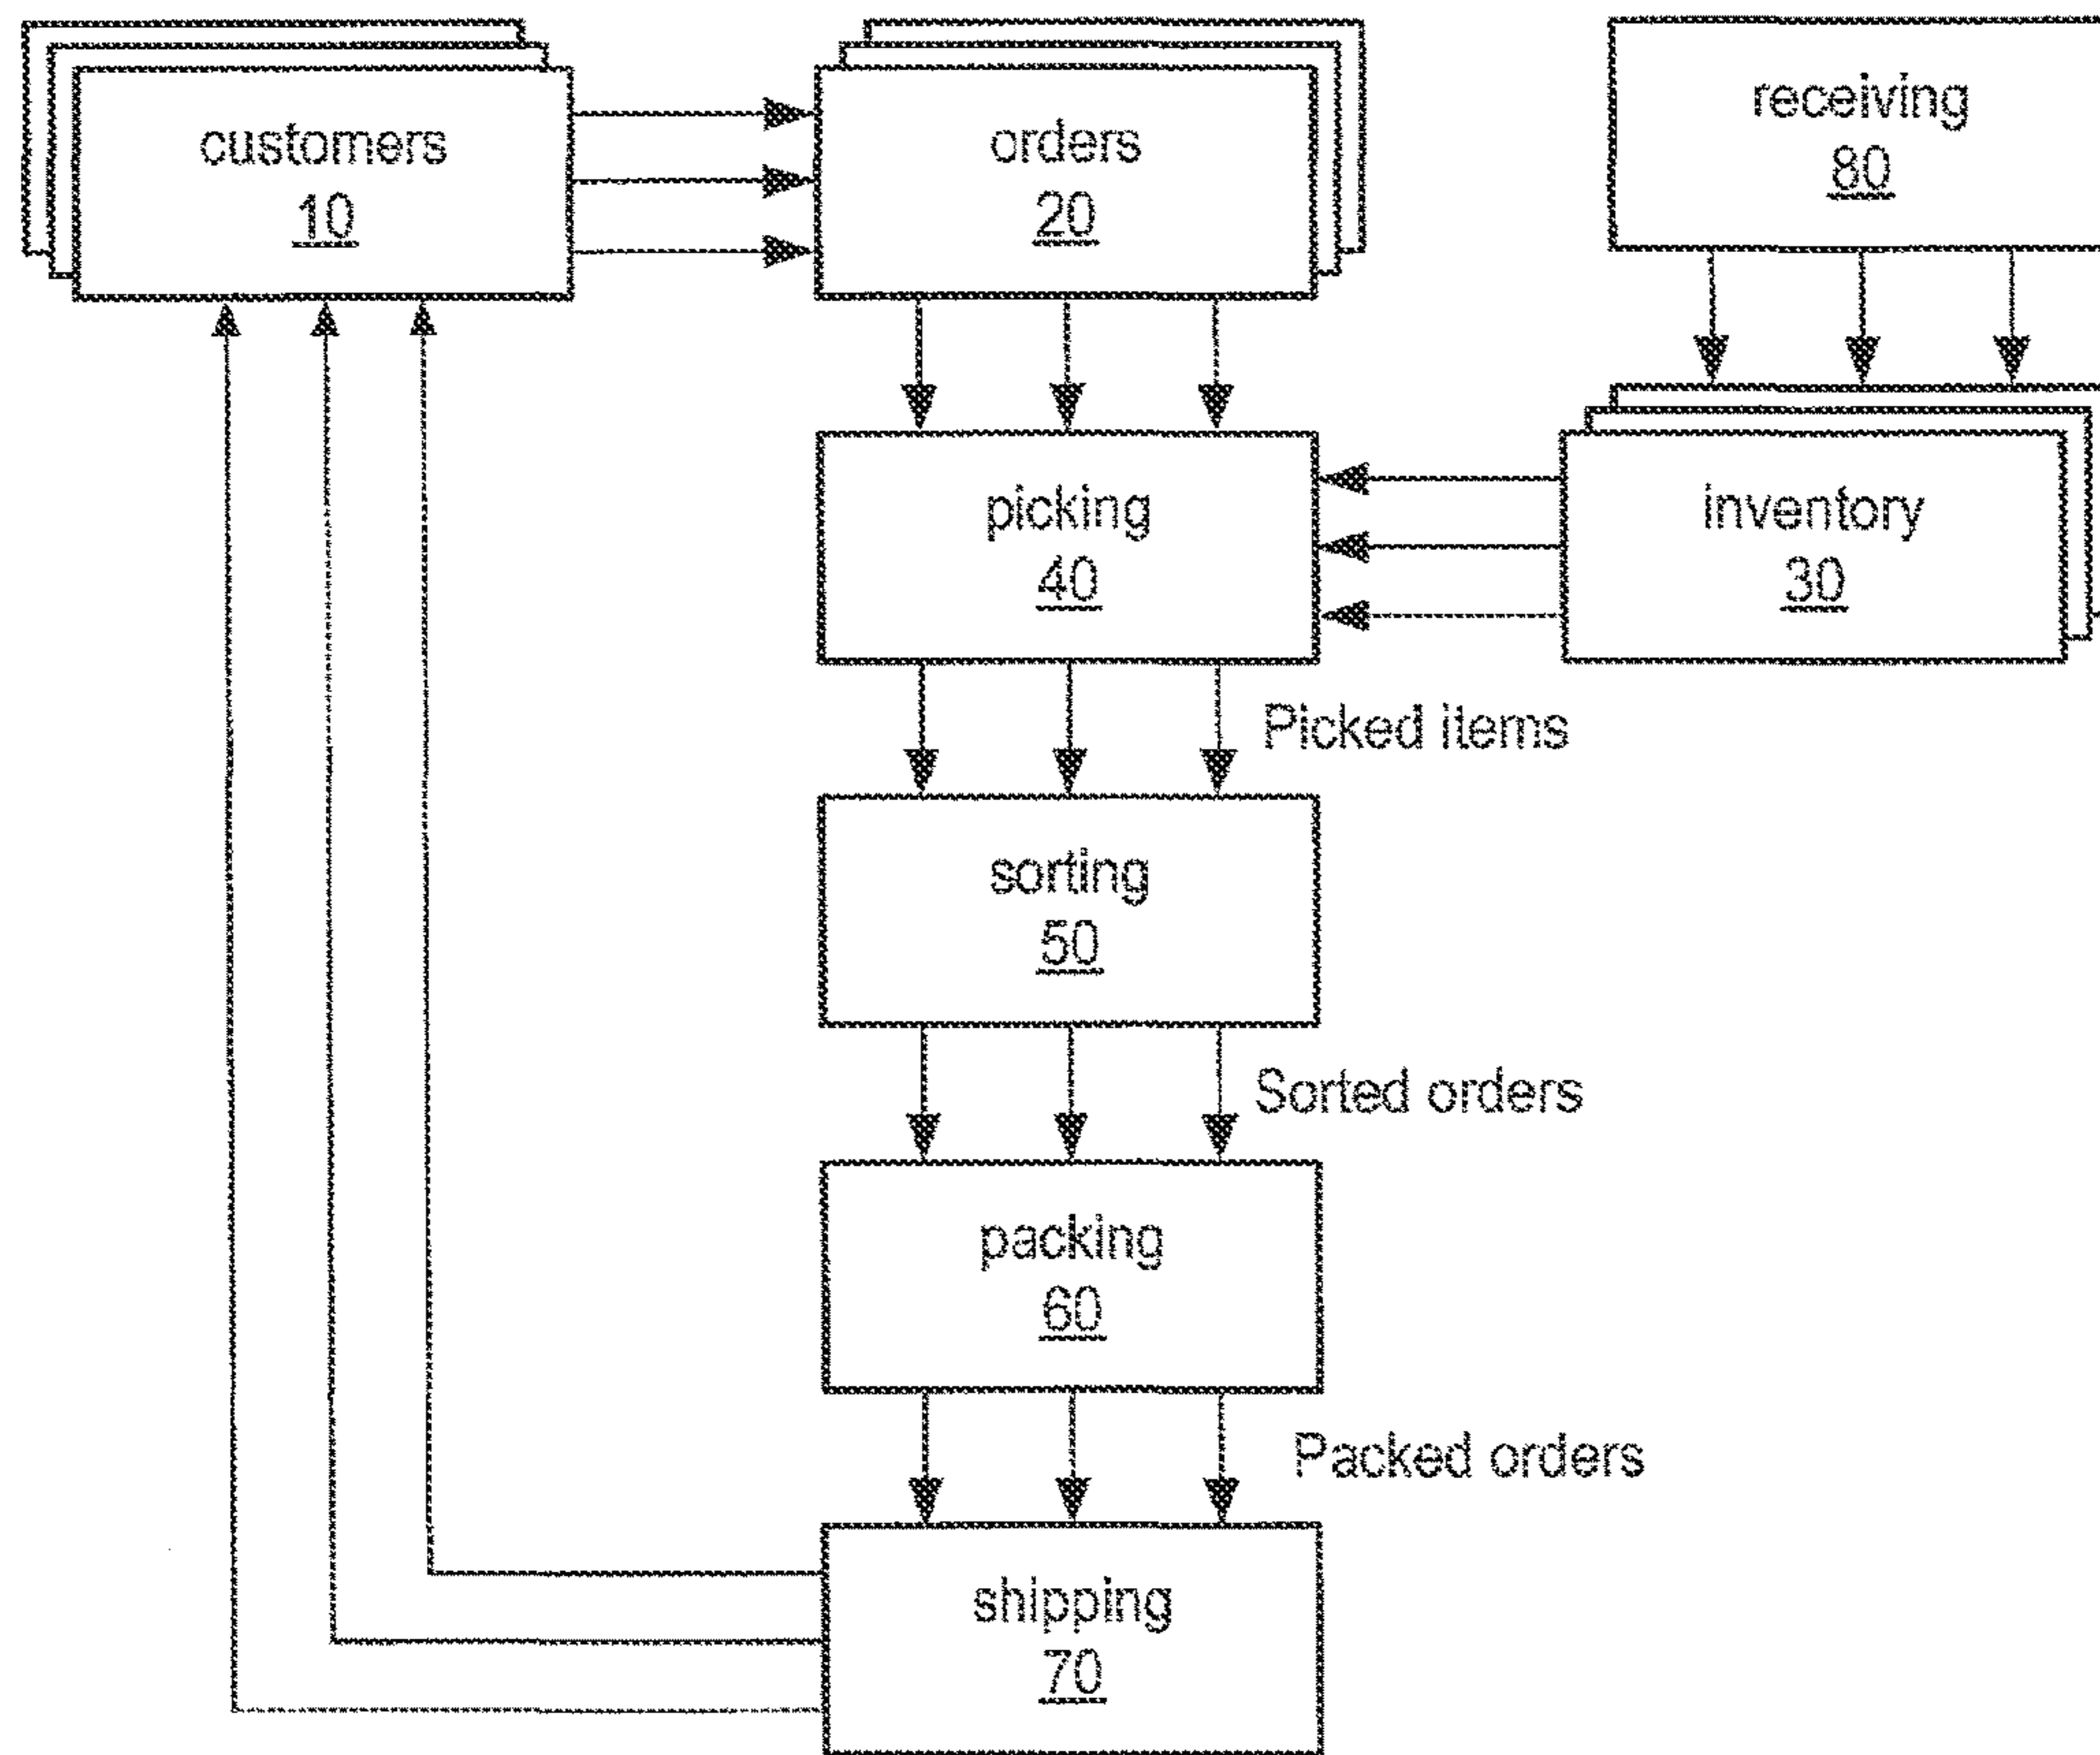 customers
10
orders
20
receiving
80
picking
40
inventory
30
Picked items
sorting
50
Sorted orders
packing
60
Packed orders
shipping
70